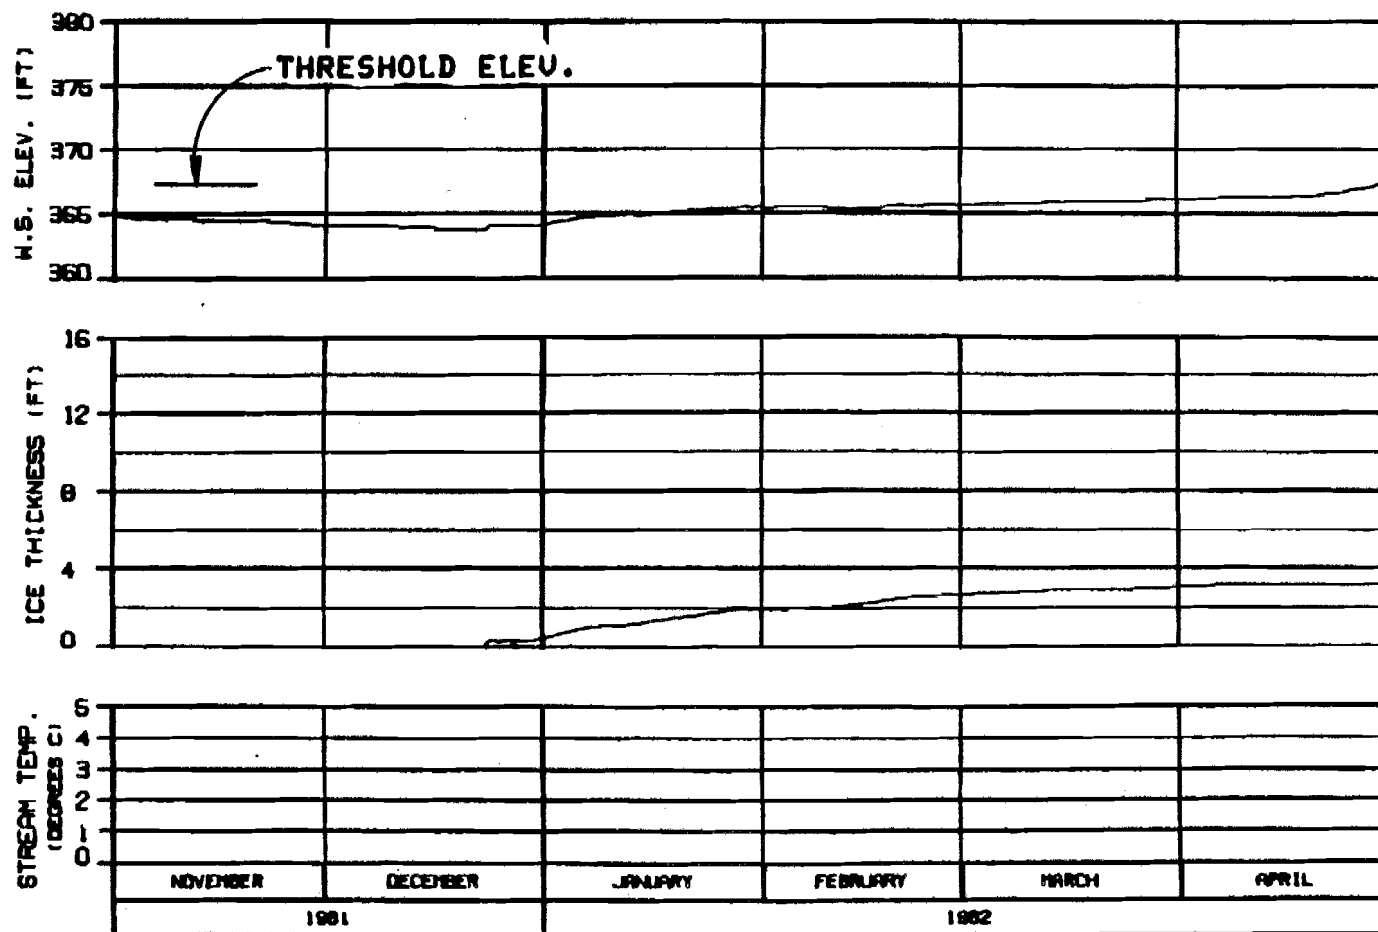 380
THRESHOLD ELEV.
375
370
365
360
W.S. ELEV. (FT)
16
12
8
4
0
ICE THICKNESS (FT)
5
4
3
2
1
0
STREAM TEMP.
(DEGREES C)
NOVEMBER DECEMBER JANUARY FEBRUARY MARCH APRIL
1981 1982